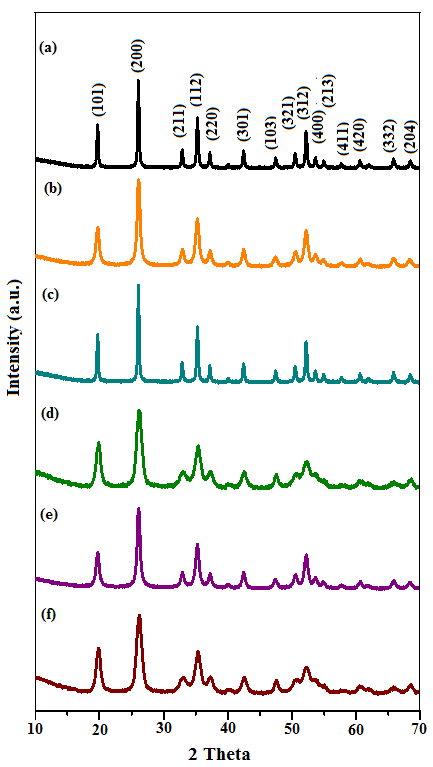 (a)
(101)
(200)
(211)
(112)
(220)
(301)
(103)
(321)
(312)
(400)
(213)
(411)
(420)
(332)
(204)
(b)
(c)
(d)
(e)
(f)
Intensity (a.u.)
10 20 30 40 50 60 70
2 Theta